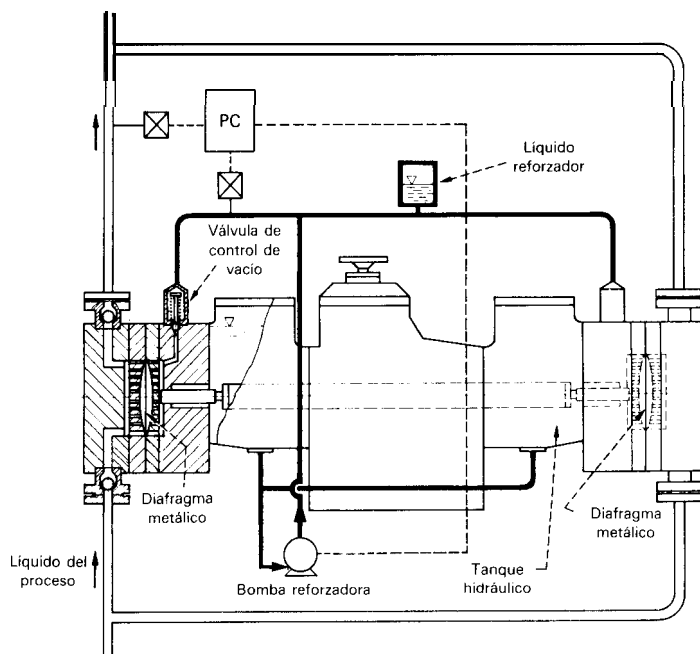 PC
Líquido
reforzador
Válvula de
control de
vacío
Diafragma
metálico
Diafragma
metálico
Líquido del
proceso
Bomba reforzadora
Tanque
hidráulico